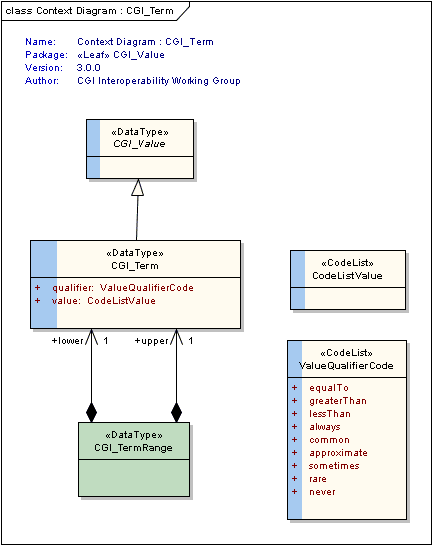 class Context Diagram : CGI_Term
Name: Context Diagram : CGI_Term
Package: «Leaf» CGI_Value
Version: 3.0.0
Author: CGI Interoperability Working Group
«DataType»
CGI_Value
«DataType»
CGI_Term
+ qualifier: ValueQualifierCode
+ value: CodeListValue
«CodeList»
CodeListValue
+lower 1
+upper 1
«DataType»
CGI_TermRange
«CodeList»
ValueQualifierCode
+ equalTo
+ greaterThan
+ lessThan
+ always
+ common
+ approximate
+ sometimes
+ rare
+ never